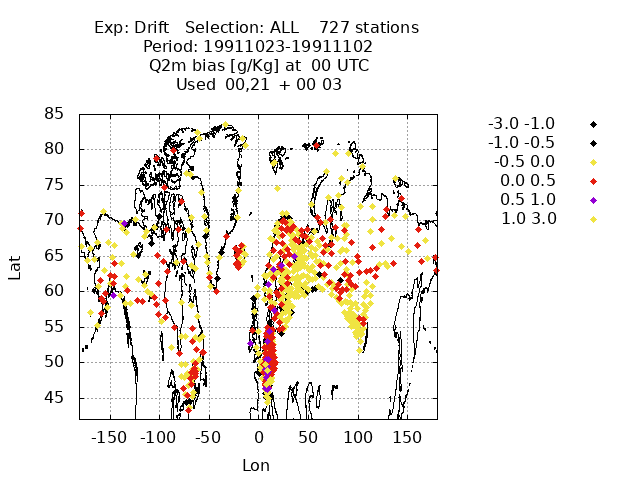 Exp: Drift Selection: ALL 727 stations
Period: 19911023-19911102
Q2m bias [g/Kg] at 00 UTC
Used 00,21 + 00 03
85
80
75
70
65
60
55
50
45
Lat
-150 -100 -50 0 50 100 150
Lon
-3.0 -1.0
-1.0 -0.5
-0.5 0.0
0.0 0.5
0.5 1.0
1.0 3.0